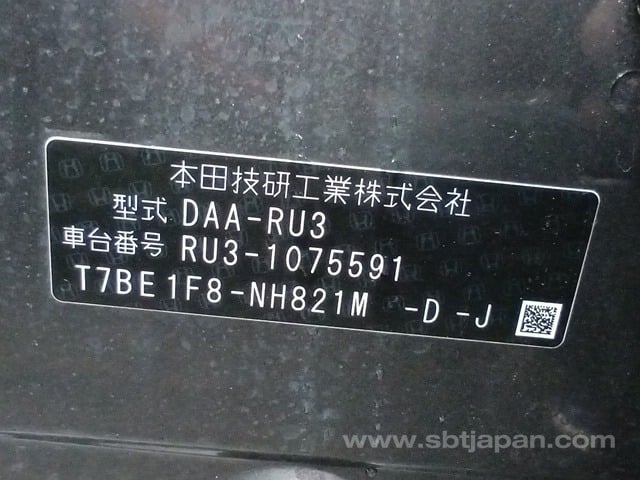 本田技研工業株式会社
型式 DAA-RU3
車台番号 RU3-1075591
T7BE1F8-NH821M -D -J
www.sbtjapan.com